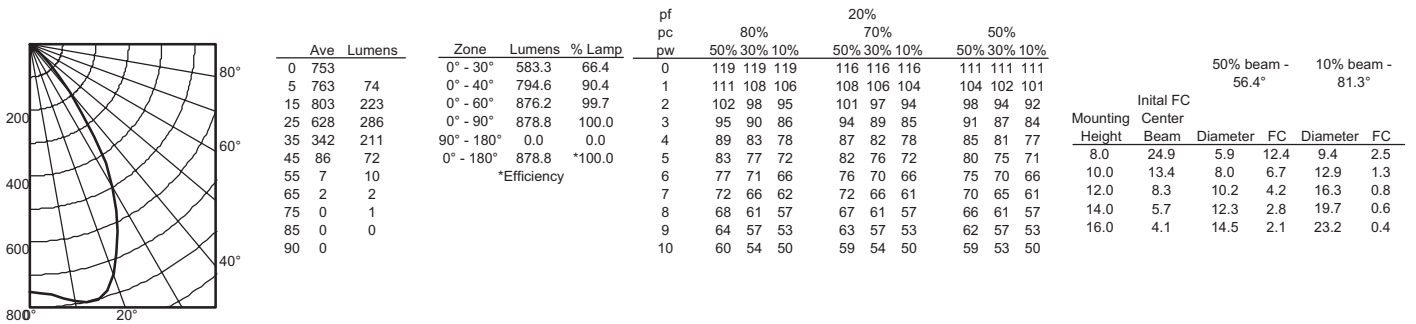 80°
200
60°
400
600
40°
800
0°
20°
Ave Lumens
0 753
5 763 74
15 803 223
25 628 286
35 342 211
45 86 72
55 7 10
65 2 2
75 0 1
85 0 0
90 0
Zone Lumens % Lamp
0° - 30° 583.3 66.4
0° - 40° 794.6 90.4
0° - 60° 876.2 99.7
0° - 90° 878.8 100.0
90° - 180° 0.0 0.0
0° - 180° 878.8 *100.0
*Efficiency
pf 20%
pc 80% 70% 50%
pw 50% 30% 10% 50% 30% 10% 50% 30% 10%
0 119 119 119 116 116 116 111 111 111
1 111 108 106 108 106 104 104 102 101
2 102 98 95 101 97 94 98 94 92
3 95 90 86 94 89 85 91 87 84
4 89 83 78 87 82 78 85 81 77
5 83 77 72 82 76 72 80 75 71
6 77 71 66 76 70 66 75 70 66
7 72 66 62 72 66 61 70 65 61
8 68 61 57 67 61 57 66 61 57
9 64 57 53 63 57 53 62 57 53
10 60 54 50 59 54 50 59 53 50
50% beam - 10% beam -
56.4° 81.3°
Inital FC
Mounting Center
Height Beam Diameter FC Diameter FC
8.0 24.9 5.9 12.4 9.4 2.5
10.0 13.4 8.0 6.7 12.9 1.3
12.0 8.3 10.2 4.2 16.3 0.8
14.0 5.7 12.3 2.8 19.7 0.6
16.0 4.1 14.5 2.1 23.2 0.4